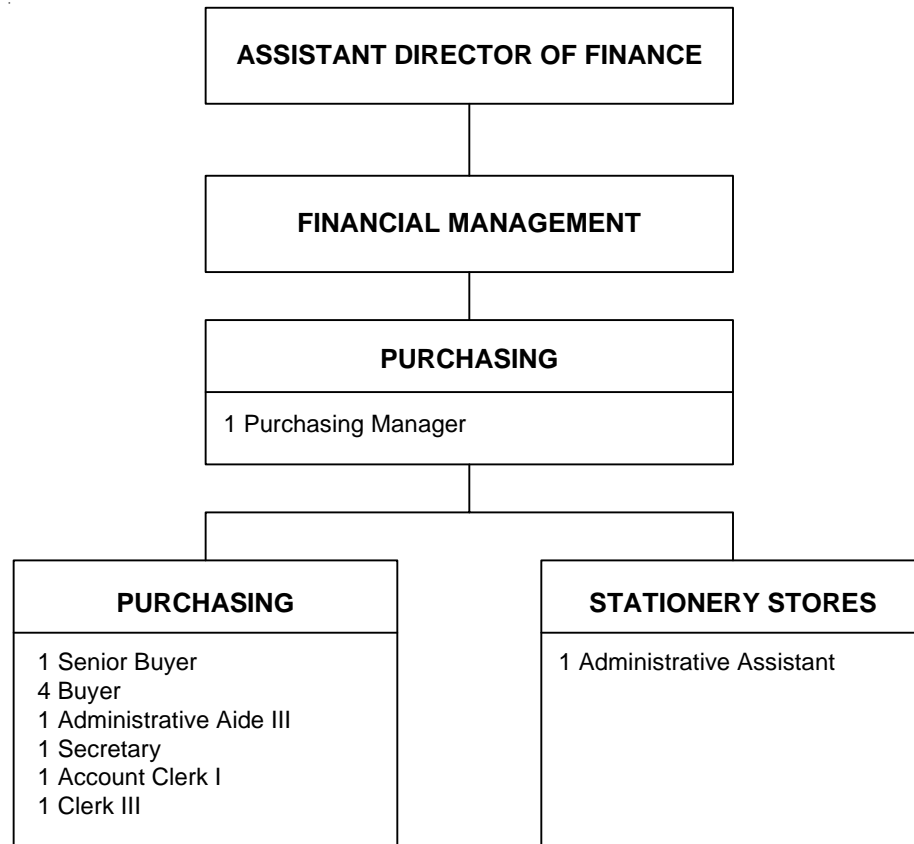 ASSISTANT DIRECTOR OF FINANCE
FINANCIAL MANAGEMENT
PURCHASING
1 Purchasing Manager
PURCHASING
1 Senior Buyer
4 Buyer
1 Administrative Aide III
1 Secretary
1 Account Clerk I
1 Clerk III
STATIONERY STORES
1 Administrative Assistant